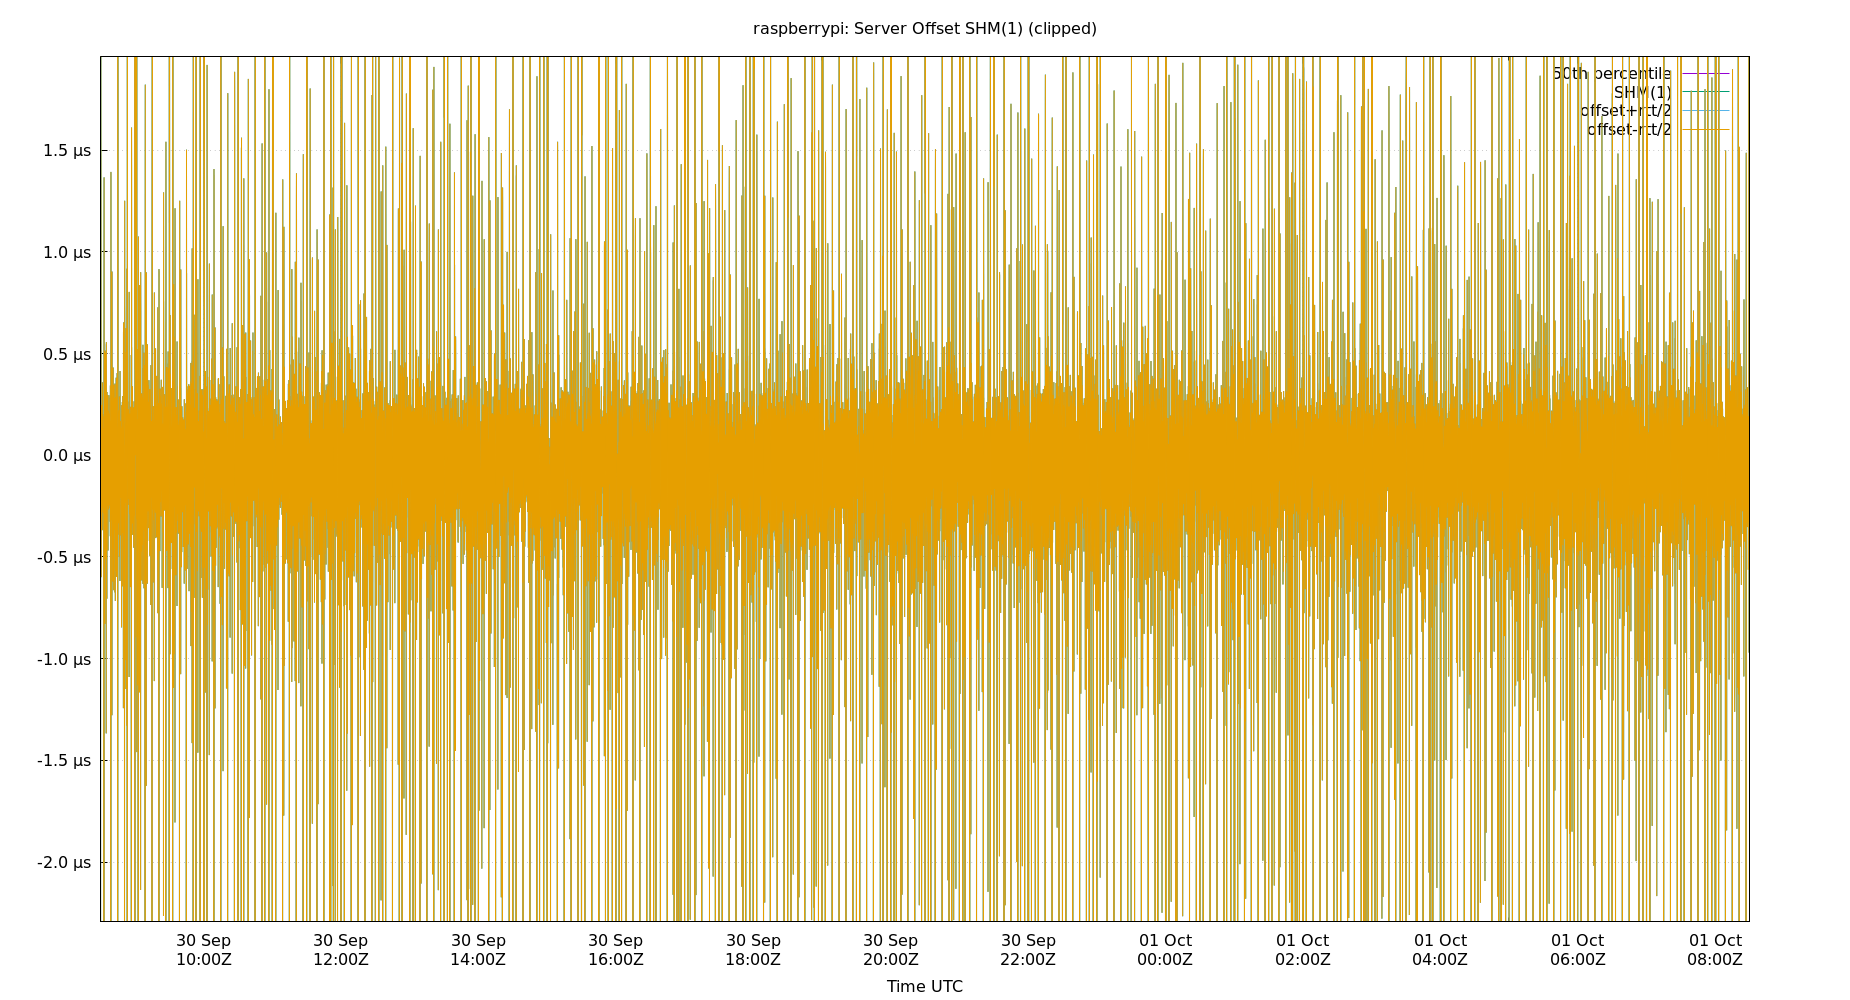 raspberrypi: Server Offset SHM(1) (clipped)
50th percentile
SHM(1)
offset+rtt/2
offset-rtt/2
1.5 µs
1.0 µs
0.5 µs
0.0 µs
-0.5 µs
-1.0 µs
-1.5 µs
-2.0 µs
30 Sep 30 Sep 30 Sep 30 Sep 30 Sep 30 Sep 30 Sep 01 Oct 01 Oct 01 Oct 01 Oct 01 Oct
10:00Z 12:00Z 14:00Z 16:00Z 18:00Z 20:00Z 22:00Z 00:00Z 02:00Z 04:00Z 06:00Z 08:00Z
Time UTC